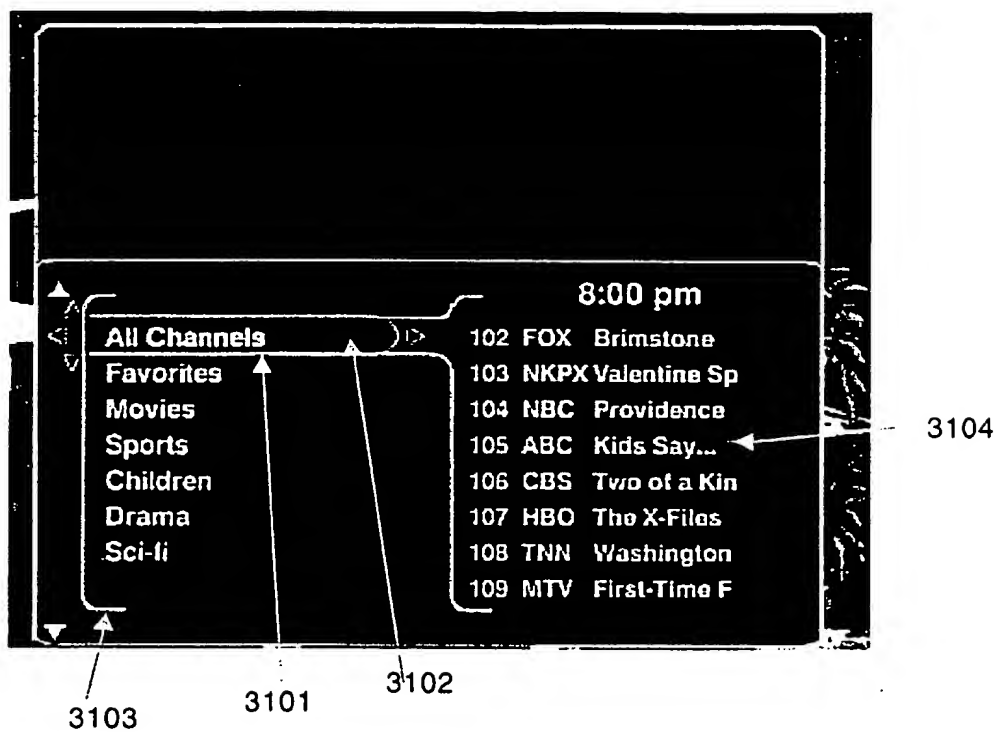 8:00 pm
All Channels
Favorites
Movies
Sports
Children
Drama
Sci-fi
102 FOX Brimstone
103 NKPX Valentine Sp
104 NBC Providence
105 ABC Kids Say...
106 CBS Two of a Kin
107 HBO The X-Files
108 TNN Washington
109 MTV First-Time F
3104
3103
3101
3102